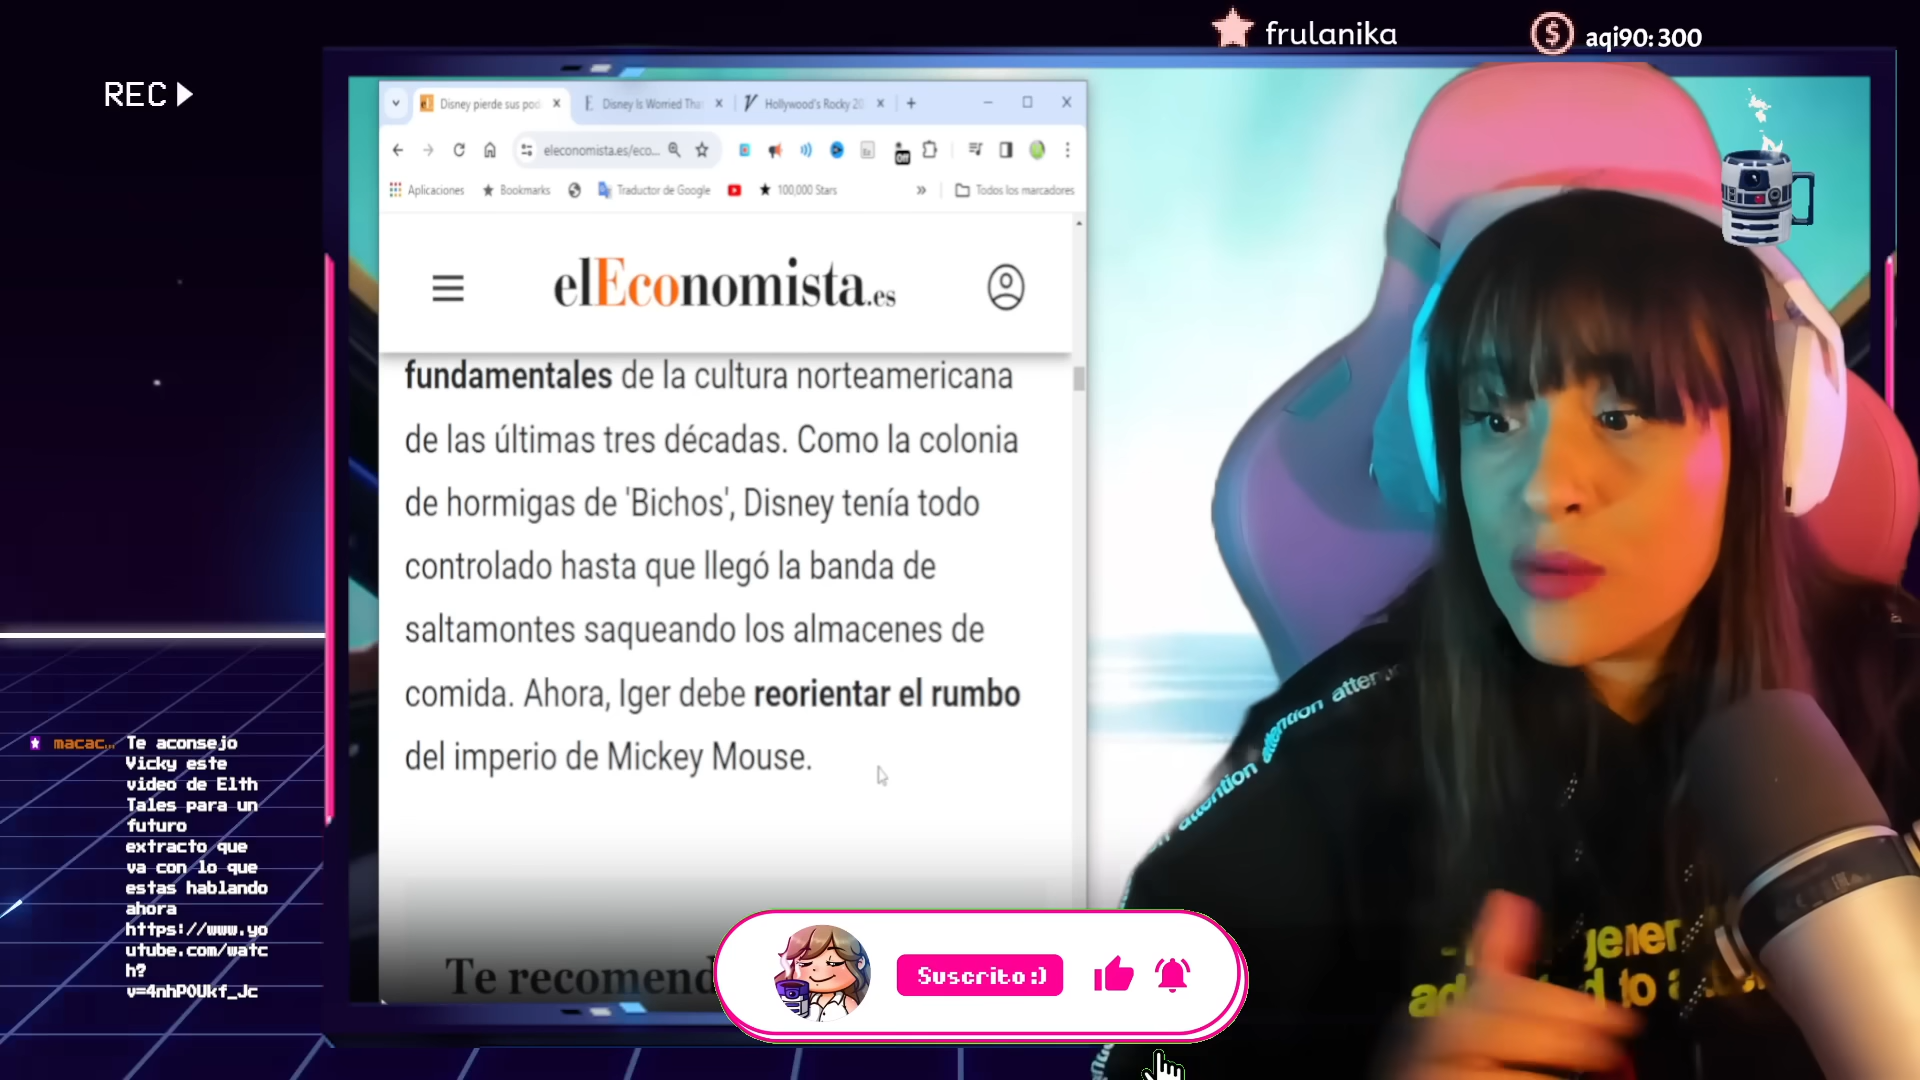 frulanika
aqi90: 300
REC
Disney pierde sus pod
Disney Is Worried Tha
Hollywood's Rocky 20
eleconomista.es/eco...
Off
Aplicaciones
Bookmarks
Traductor de Google
100,000 Stars
Todos los marcadores
elEconomista.es
fundamentales de la cultura norteamericana
de las últimas tres décadas. Como la colonia
de hormigas de 'Bichos', Disney tenía todo
controlado hasta que llegó la banda de
saltamontes saqueando los almacenes de
comida. Ahora, Iger debe reorientar el rumbo
del imperio de Mickey Mouse.
Te recomend
macac... Te aconsejo
Vicky este
video de Elth
Tales para un
futuro
extracto que
va con lo que
estas hablando
ahora
https://www.yo
utube.com/watc
h?
v=4nhP0Ukf_Jc
Suscrito :)
attention attention atten
gener
ad d to